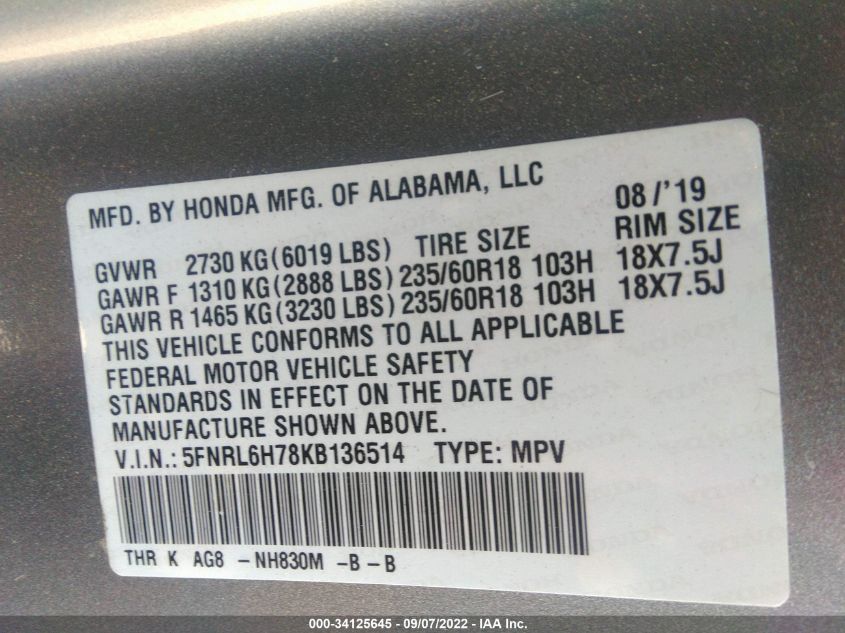 MFD. BY HONDA MFG. OF ALABAMA, LLC 08/'19
GVWR 2730 KG(6019 LBS) TIRE SIZE RIM SIZE
GAWR F 1310 KG(2888 LBS) 235/60R18 103H 18X7.5J
GAWR R 1465 KG(3230 LBS) 235/60R18 103H 18X7.5J
THIS VEHICLE CONFORMS TO ALL APPLICABLE
FEDERAL MOTOR VEHICLE SAFETY
STANDARDS IN EFFECT ON THE DATE OF
MANUFACTURE SHOWN ABOVE.
V.I.N.: 5FNRL6H78KB136514 TYPE: MPV
THR K AG8 -NH830M -B-B
000-34125645 - 09/07/2022 - IAA Inc.